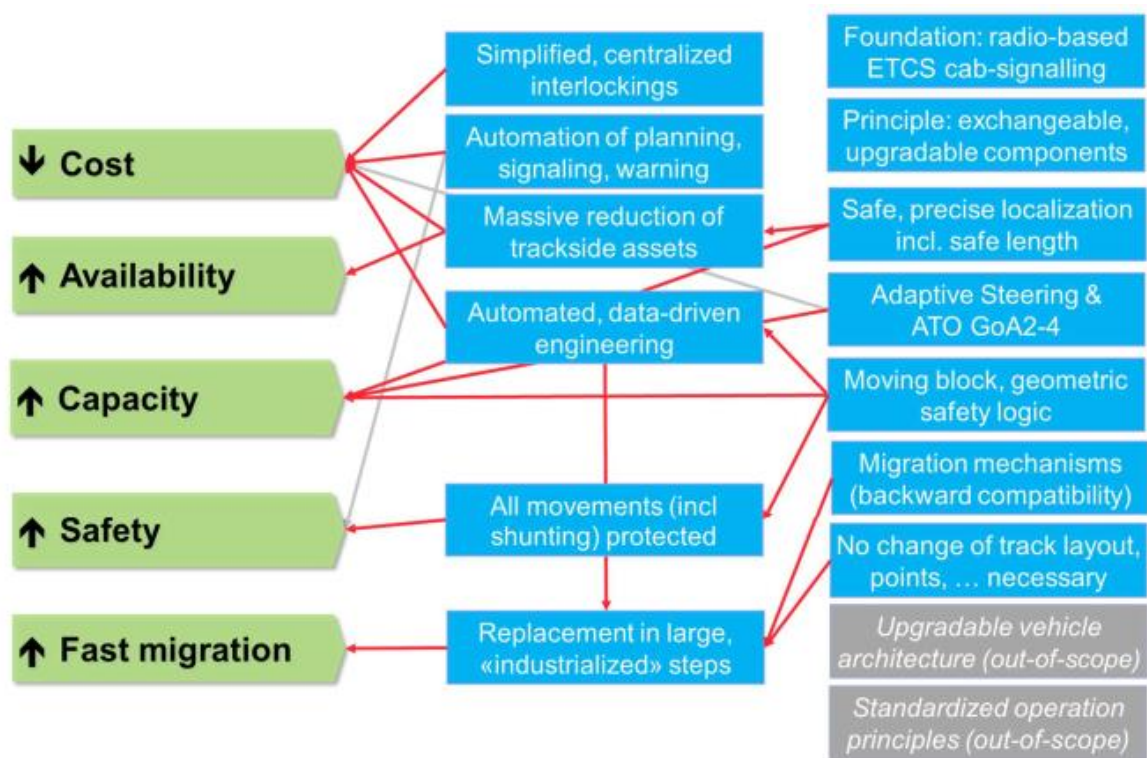 Cost
Availability
Capacity
Safety
Fast migration
Simplified, centralized
interlockings
Automation of planning,
signaling, warning
Massive reduction of
trackside assets
Automated, data-driven
engineering
All movements (incl
shunting) protected
Replacement in large,
«industrialized» steps
Foundation: radio-based
ETCS cab-signalling
Principle: exchangeable,
upgradable components
Safe, precise localization
incl. safe length
Adaptive Steering &
ATO GoA2-4
Moving block, geometric
safety logic
Migration mechanisms
(backward compatibility)
No change of track layout,
points, … necessary
Upgradable vehicle
architecture (out-of-scope)
Standardized operation
principles (out-of-scope)